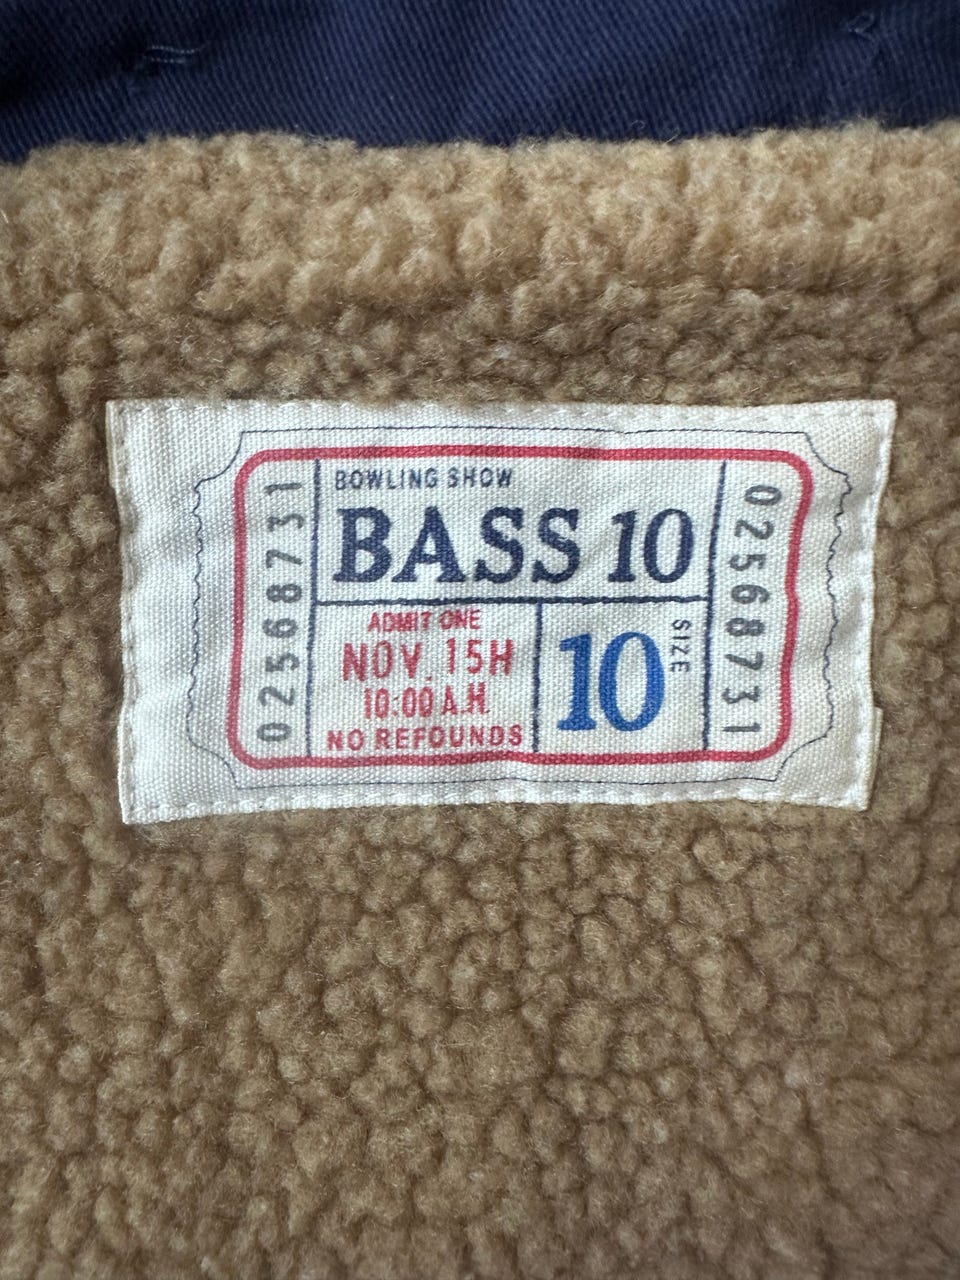 02568731
BOWLING SHOW
BASS 10
ADMIT ONE
NOV. 15H
10:00 A.H.
NO REFOUNDS
10
SIZE
02568731